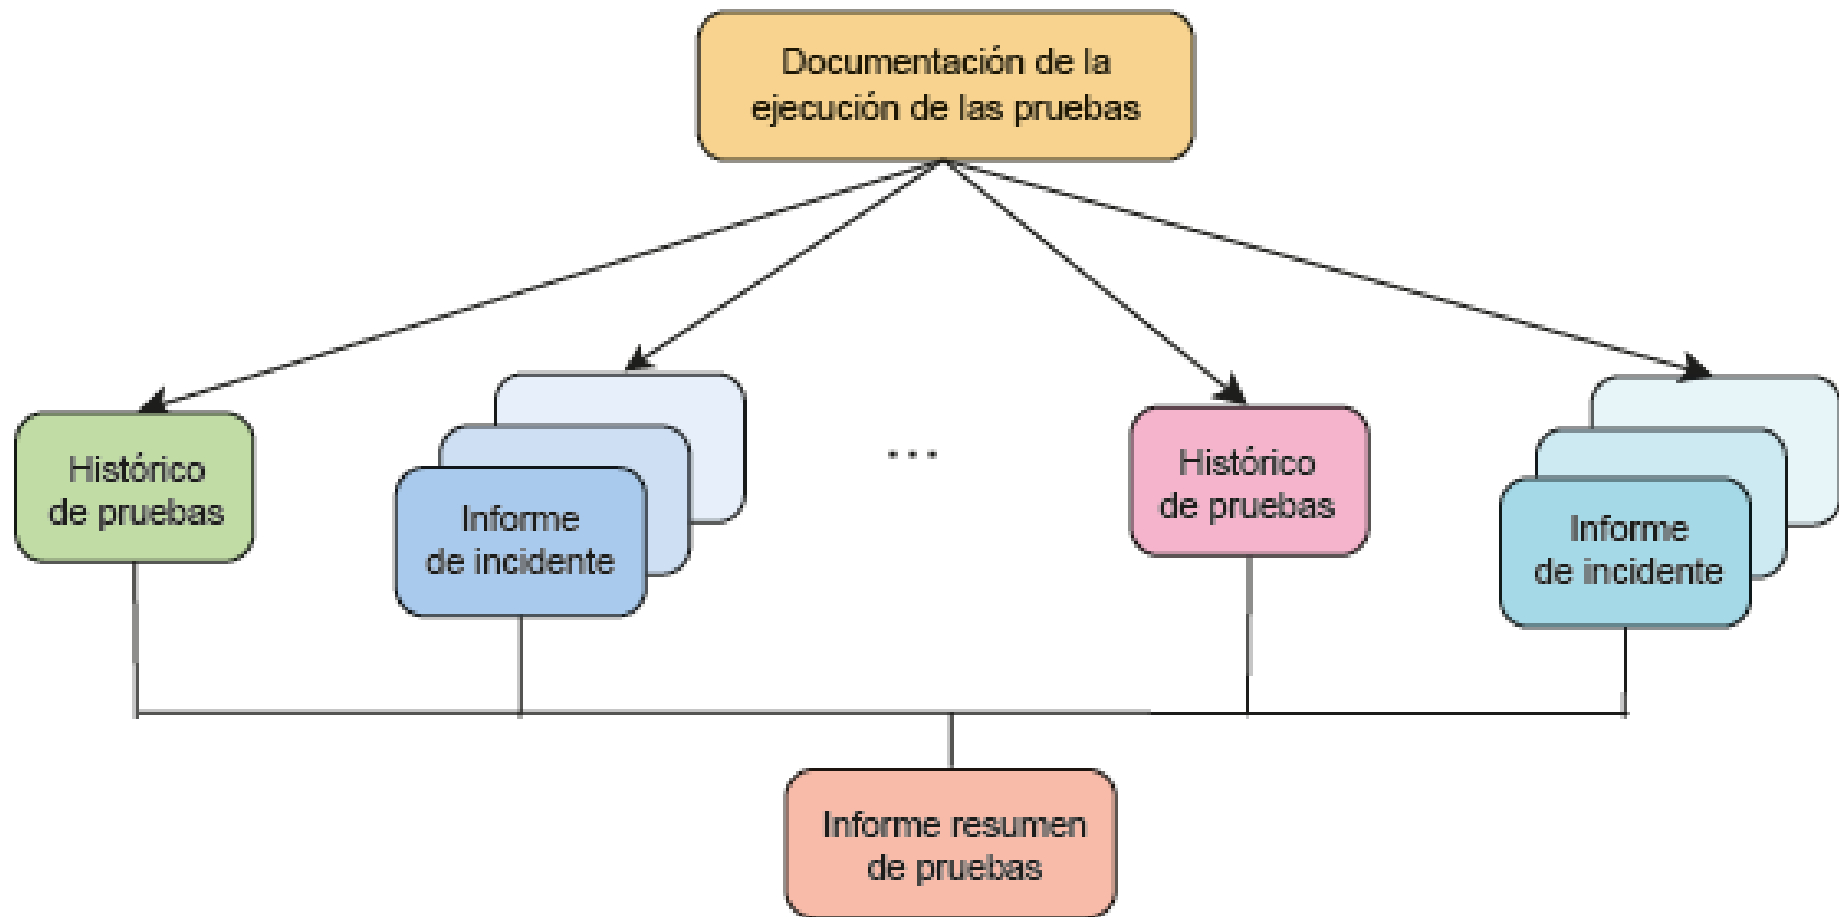 Documentación de la
ejecución de las pruebas
Histórico
de pruebas
Informe
de incidente
...
Histórico
de pruebas
Informe
de incidente
Informe resumen
de pruebas